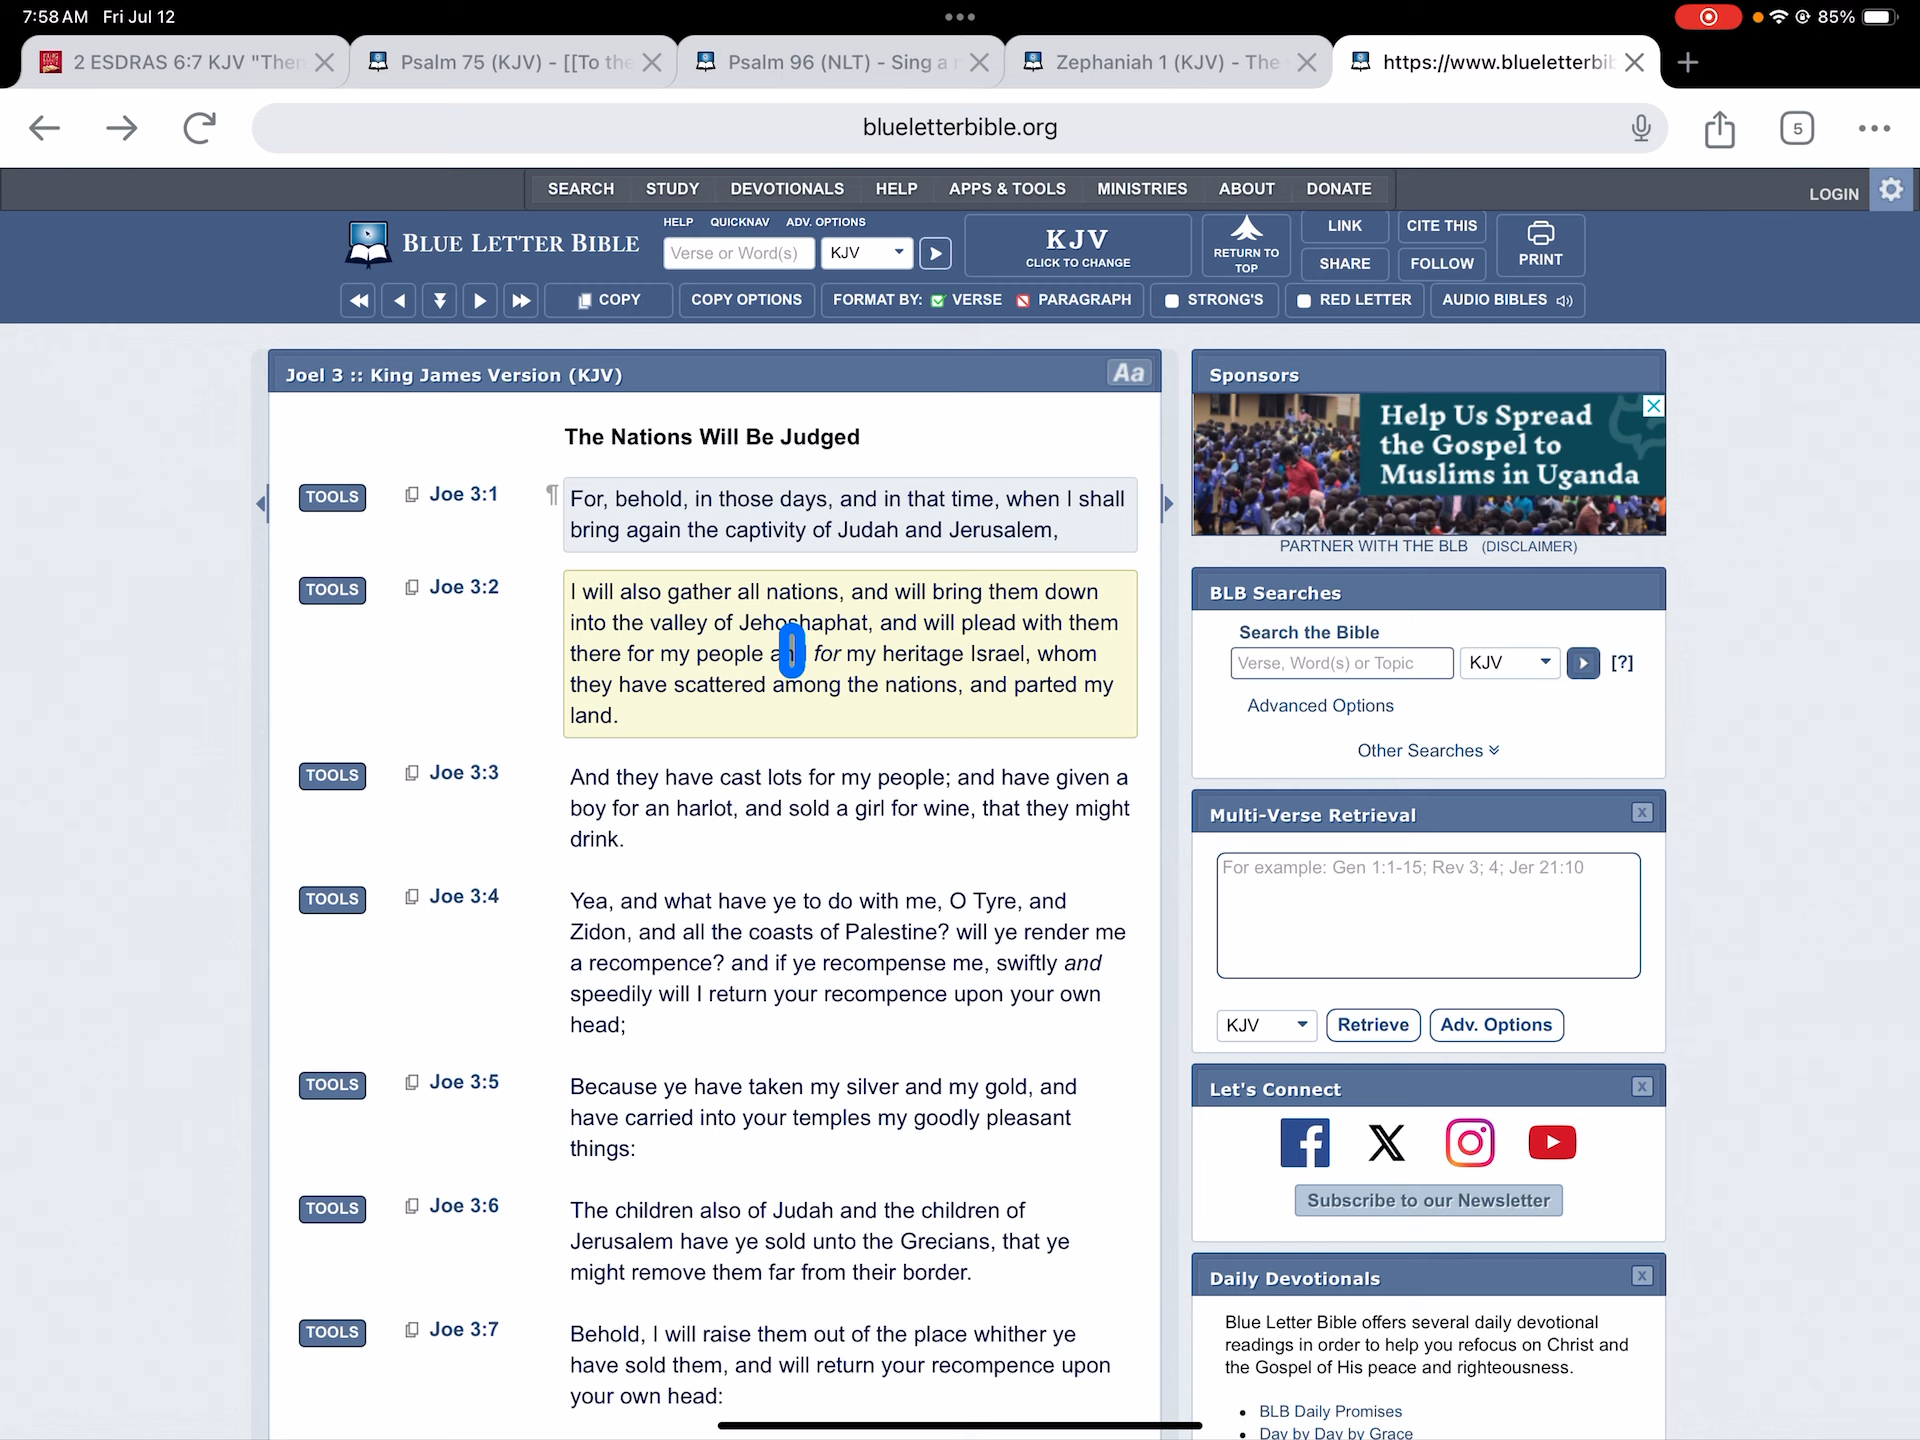 7:58 AM Fri Jul 12
85%
2 ESDRAS 6:7 KJV "Then
Psalm 75 (KJV) - [[To the
Psalm 96 (NLT) - Sing a
Zephaniah 1 (KJV) - The
https://www.blueletterbib
blueletterbible.org
5
SEARCH STUDY DEVOTIONALS HELP APPS & TOOLS MINISTRIES ABOUT DONATE
LOGIN
BLUE LETTER BIBLE
HELP QUICKNAV ADV. OPTIONS
Verse or Word(s)
KJV
KJV
CLICK TO CHANGE
RETURN TO
TOP
LINK
CITE THIS
SHARE
FOLLOW
PRINT
COPY
COPY OPTIONS
FORMAT BY: VERSE PARAGRAPH
STRONG'S
RED LETTER
AUDIO BIBLES
Joel 3 :: King James Version (KJV)
Aa
The Nations Will Be Judged
TOOLS
Joe 3:1
¶
For, behold, in those days, and in that time, when I shall
bring again the captivity of Judah and Jerusalem,
TOOLS
Joe 3:2
I will also gather all nations, and will bring them down
into the valley of Jehoshaphat, and will plead with them
there for my people and for my heritage Israel, whom
they have scattered among the nations, and parted my
land.
TOOLS
Joe 3:3
And they have cast lots for my people; and have given a
boy for an harlot, and sold a girl for wine, that they might
drink.
TOOLS
Joe 3:4
Yea, and what have ye to do with me, O Tyre, and
Zidon, and all the coasts of Palestine? will ye render me
a recompence? and if ye recompense me, swiftly and
speedily will I return your recompence upon your own
head;
TOOLS
Joe 3:5
Because ye have taken my silver and my gold, and
have carried into your temples my goodly pleasant
things:
TOOLS
Joe 3:6
The children also of Judah and the children of
Jerusalem have ye sold unto the Grecians, that ye
might remove them far from their border.
TOOLS
Joe 3:7
Behold, I will raise them out of the place whither ye
have sold them, and will return your recompence upon
your own head:
Sponsors
Help Us Spread
the Gospel to
Muslims in Uganda
PARTNER WITH THE BLB (DISCLAIMER)
BLB Searches
Search the Bible
Verse, Word(s) or Topic
KJV
[?]
Advanced Options
Other Searches
Multi-Verse Retrieval
X
For example: Gen 1:1-15; Rev 3; 4; Jer 21:10
KJV
Retrieve
Adv. Options
Let's Connect
X
Subscribe to our Newsletter
Daily Devotionals
X
Blue Letter Bible offers several daily devotional
readings in order to help you refocus on Christ and
the Gospel of His peace and righteousness.
• BLB Daily Promises
• Day by Day by Grace